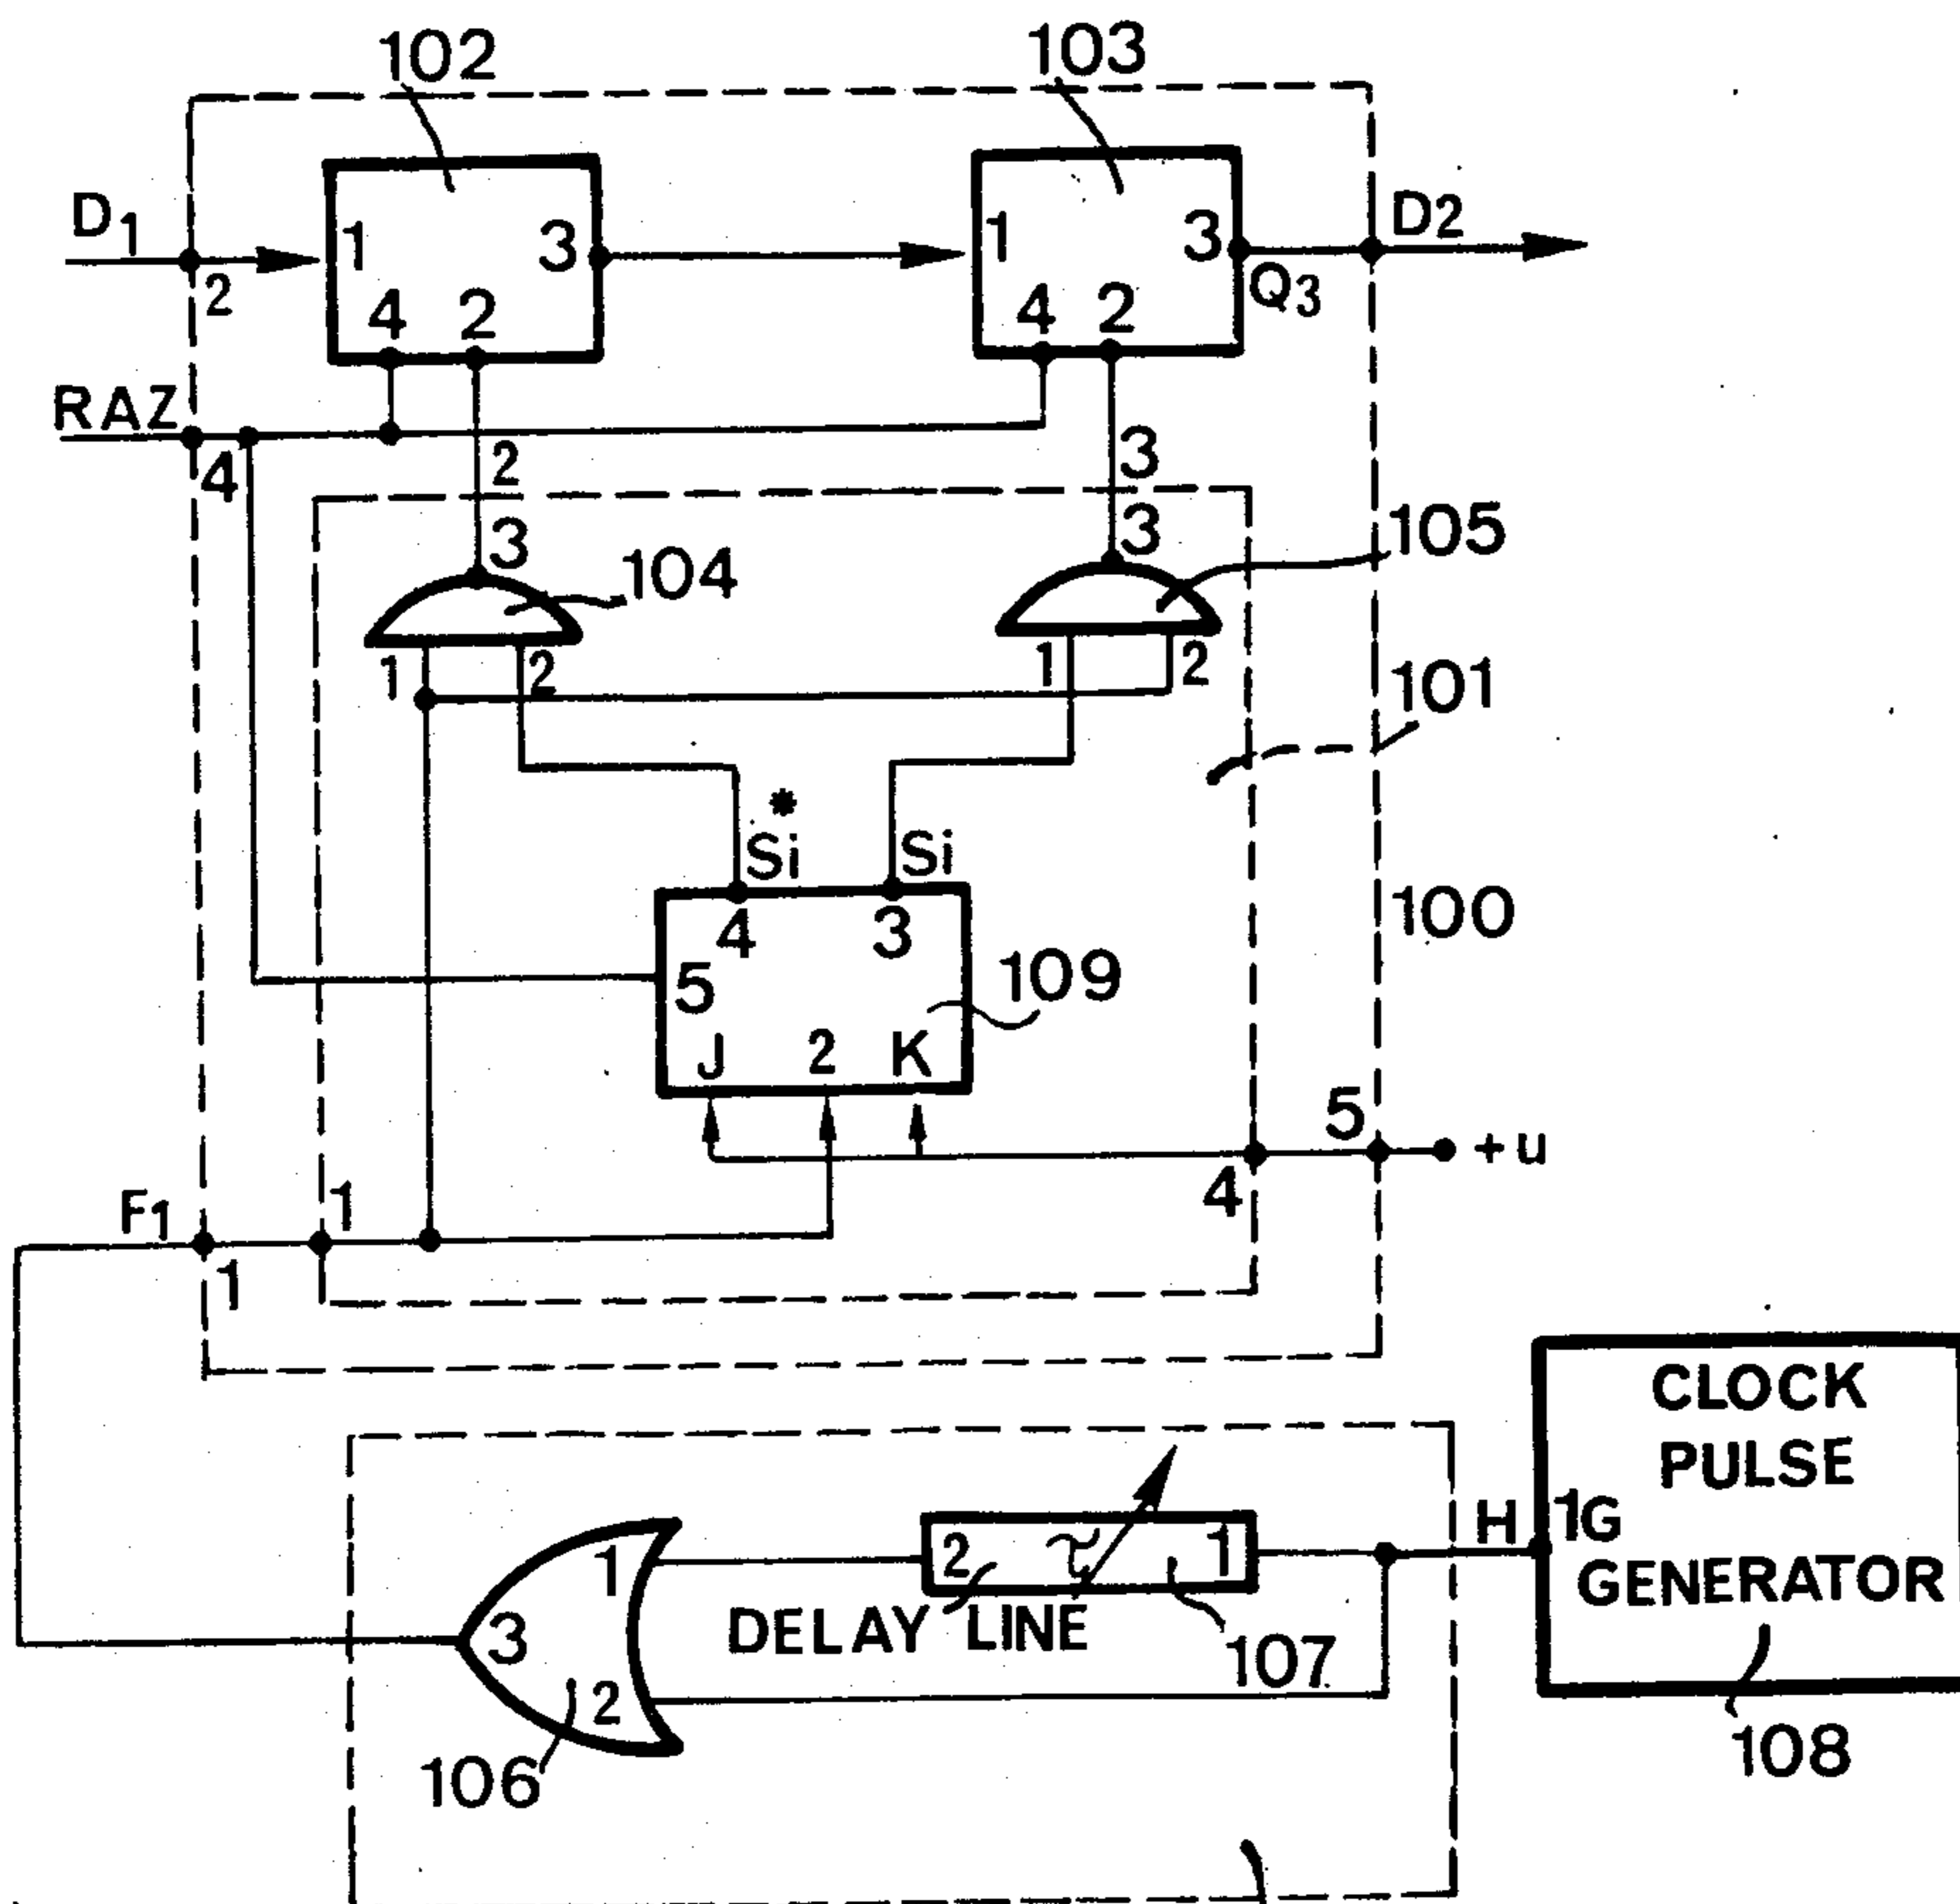 102 103
D1 1 3 1 3 D2
2 4 2 4 2 Q3
RAZ
4 2 3
3 3 105
104
1 2 1 2
101
* Si Si
4 3 100
5 109
J 2 K
5 +u
4
F1 1
1
CLOCK
PULSE
H 1G
GENERATOR
2 τ 1
1
DELAY LINE
3 107
2
106 108